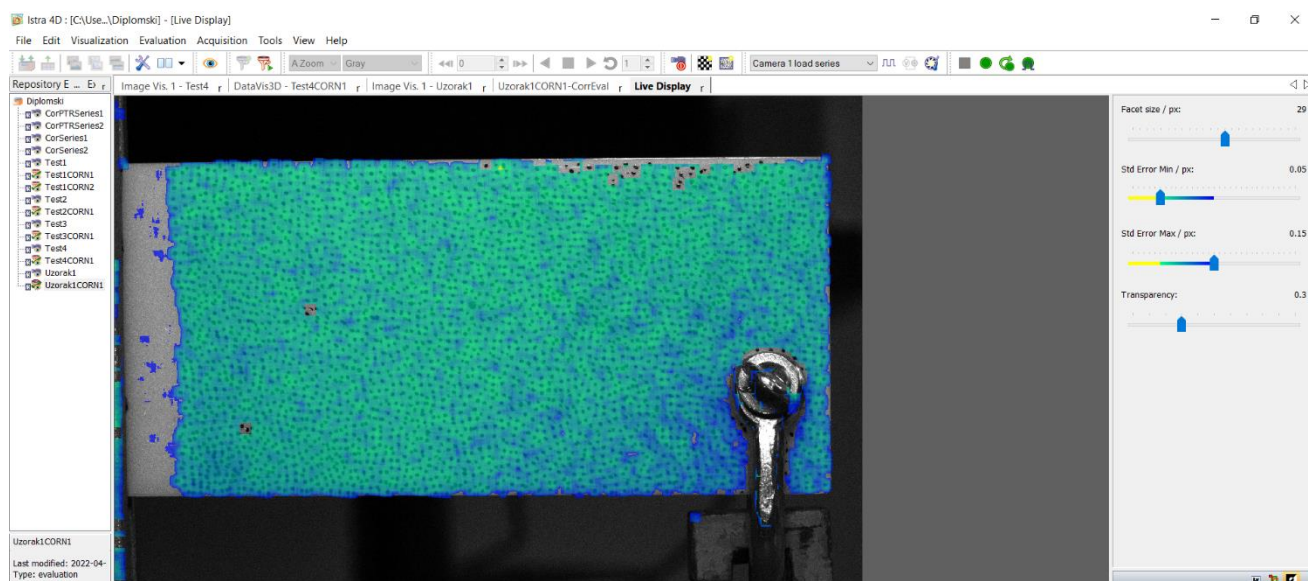 Istra 4D : [C:\Use...\Diplomski] - [Live Display]
File Edit Visualization Evaluation Acquisition Tools View Help
A.Zoom Gray 0 1 Camera 1 load series
Repository E ... E› Image Vis. 1 - Test4 DataVis3D - Test4CORN1 Image Vis. 1 - Uzorak1 Uzorak1CORN1-CorrEval Live Display
Diplomski
CorPTRSeries1
CorPTRSeries2
CorSeries1
CorSeries2
Test1
Test1CORN1
Test1CORN2
Test2
Test2CORN1
Test3
Test3CORN1
Test4
Test4CORN1
Uzorak1
Uzorak1CORN1
Facet size / px: 29
Std Error Min / px: 0.05
Std Error Max / px: 0.15
Transparency: 0.3
Uzorak1CORN1
Last modified: 2022-04-
Type: evaluation